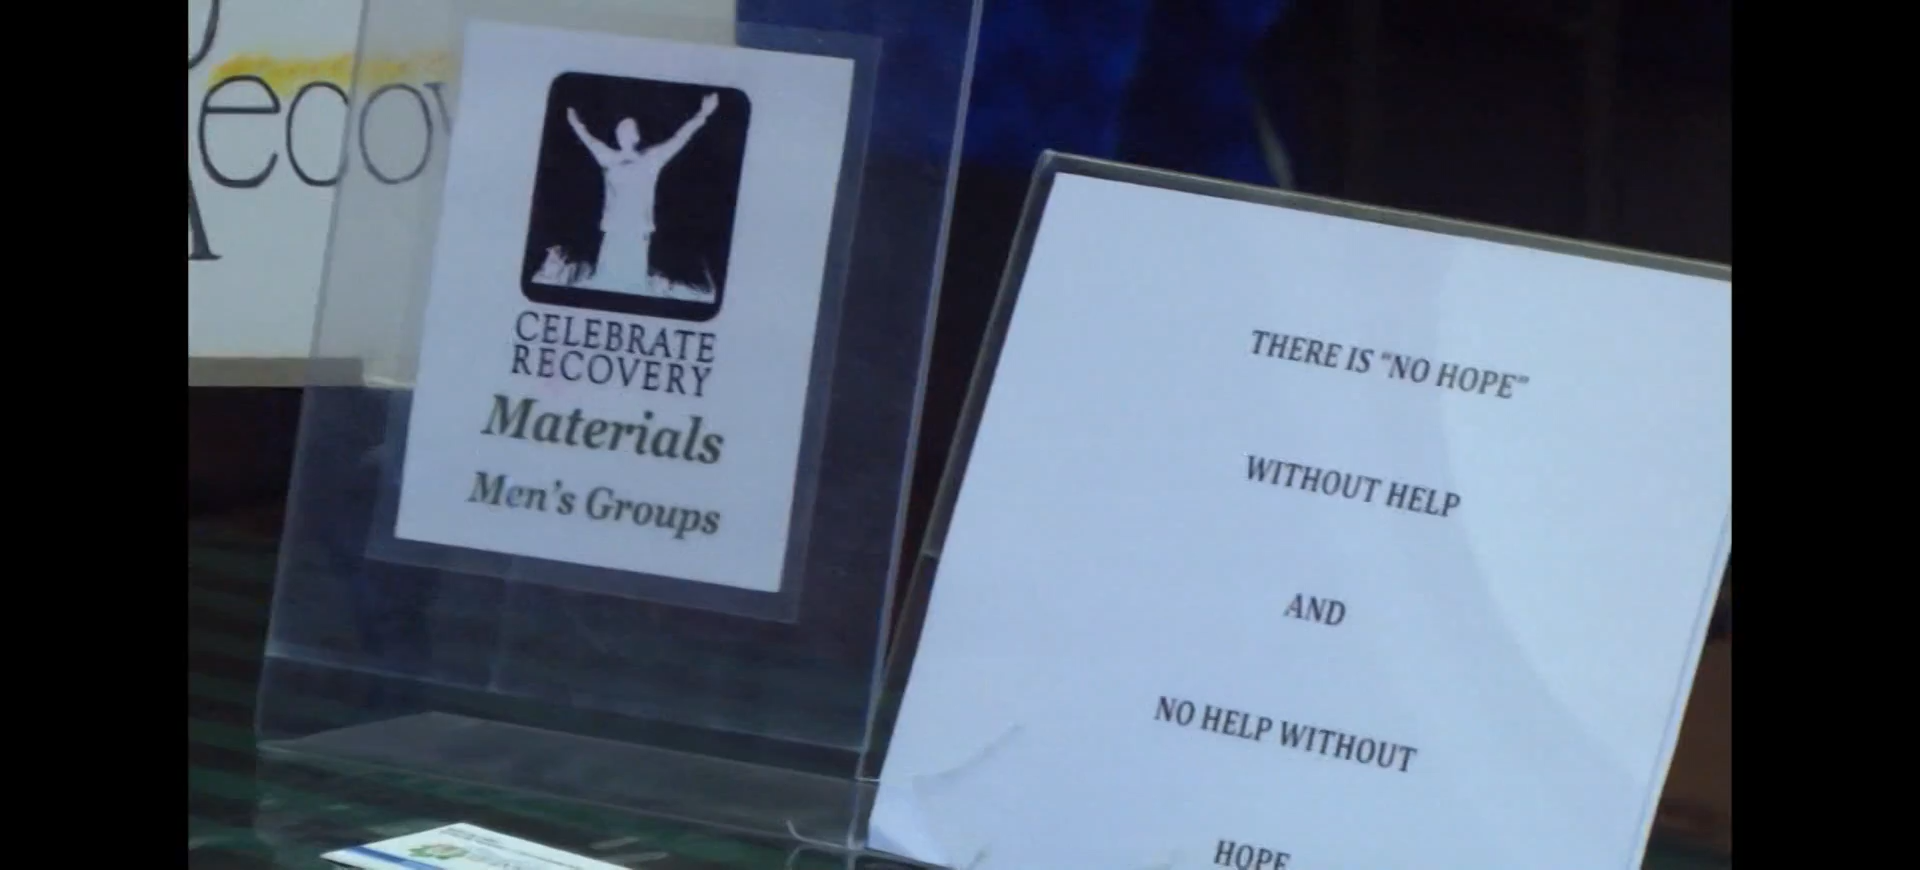 CELEBRATE
RECOVERY
Materials
Men's Groups
THERE IS "NO HOPE"
WITHOUT HELP
AND
NO HELP WITHOUT
HOPE